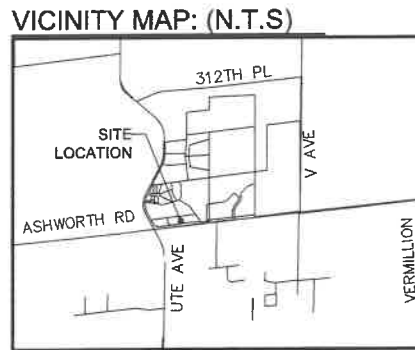 VICINITY MAP: (N.T.S)
312TH PL
SITE
LOCATION
V AVE
ASHWORTH RD
UTE AVE
VERMILLION